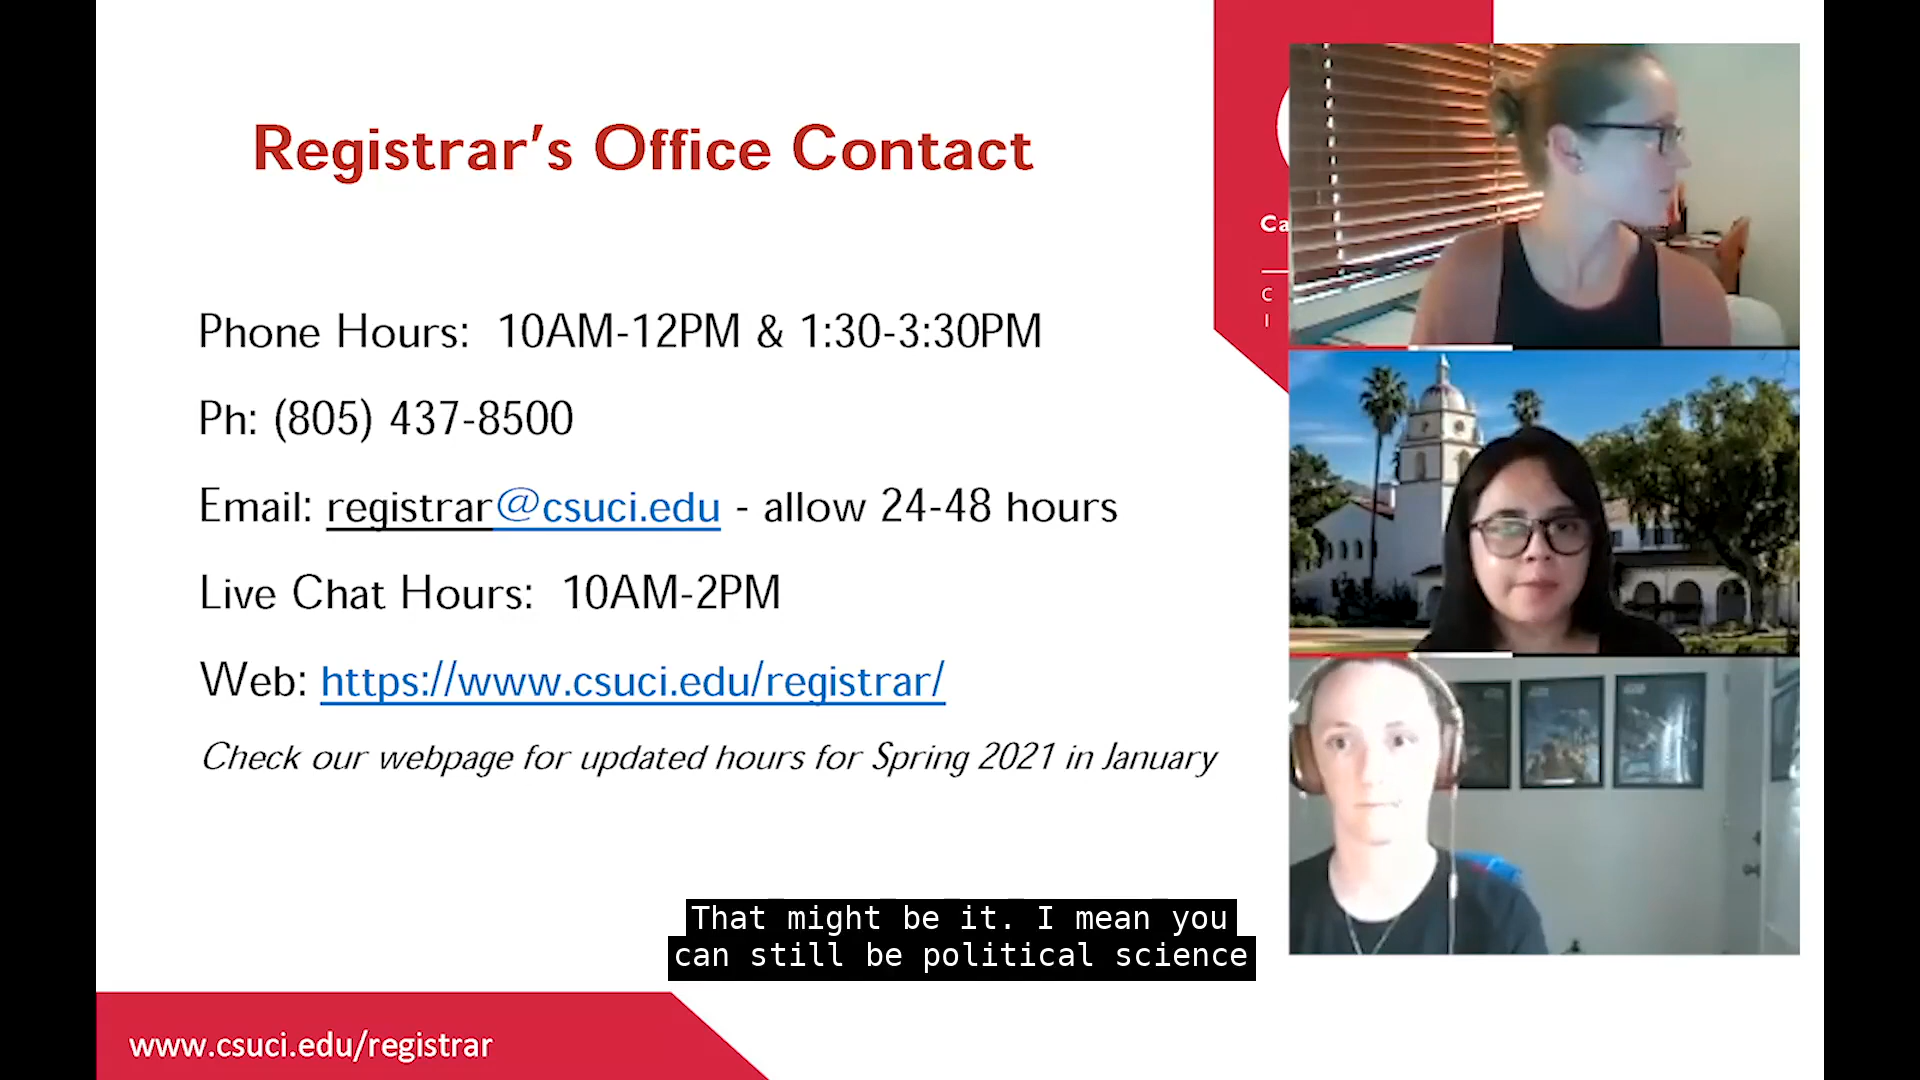 Registrar’s Office Contact
Phone Hours:  10AM-12PM & 1:30-3:30PM
Ph: (805) 437-8500
Email: registrar@csuci.edu - allow 24-48 hours
Live Chat Hours:  10AM-2PM
Web: https://www.csuci.edu/registrar/
Check our webpage for updated hours for Spring 2021 in January
Ca
C
I
That might be it. I mean you
can still be political science
www.csuci.edu/registrar